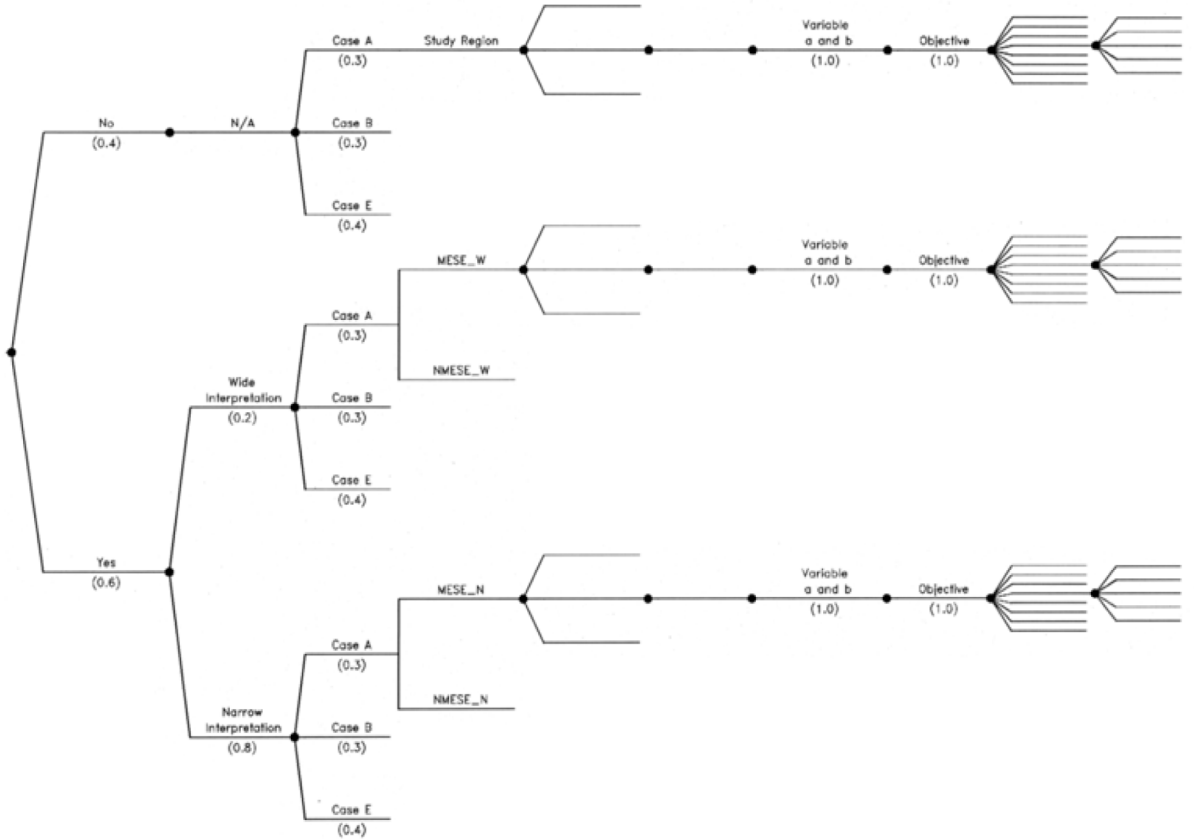 Case A
(0.3)
Study Region
Variable
a and b
(1.0)
Objective
(1.0)
No
(0.4)
N/A
Case B
(0.3)
Case E
(0.4)
MESE_W
Variable
a and b
(1.0)
Objective
(1.0)
Case A
(0.3)
NMESE_W
Wide
Interpretation
(0.2)
Case B
(0.3)
Case E
(0.4)
Yes
(0.6)
MESE_N
Variable
a and b
(1.0)
Objective
(1.0)
Case A
(0.3)
NMESE_N
Narrow
Interpretation
(0.8)
Case B
(0.3)
Case E
(0.4)